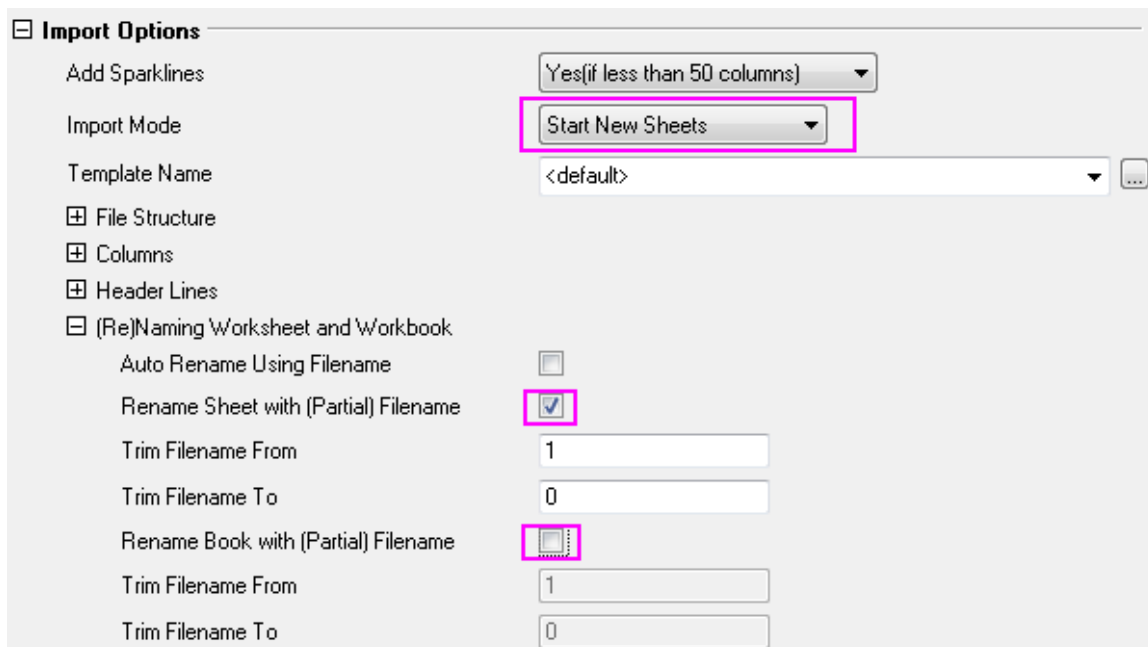 Import Options
Add Sparklines Yes(if less than 50 columns)
Import Mode Start New Sheets
Template Name <default> ...
File Structure
Columns
Header Lines
(Re)Naming Worksheet and Workbook
Auto Rename Using Filename
Rename Sheet with (Partial) Filename
Trim Filename From 1
Trim Filename To 0
Rename Book with (Partial) Filename
Trim Filename From 1
Trim Filename To 0